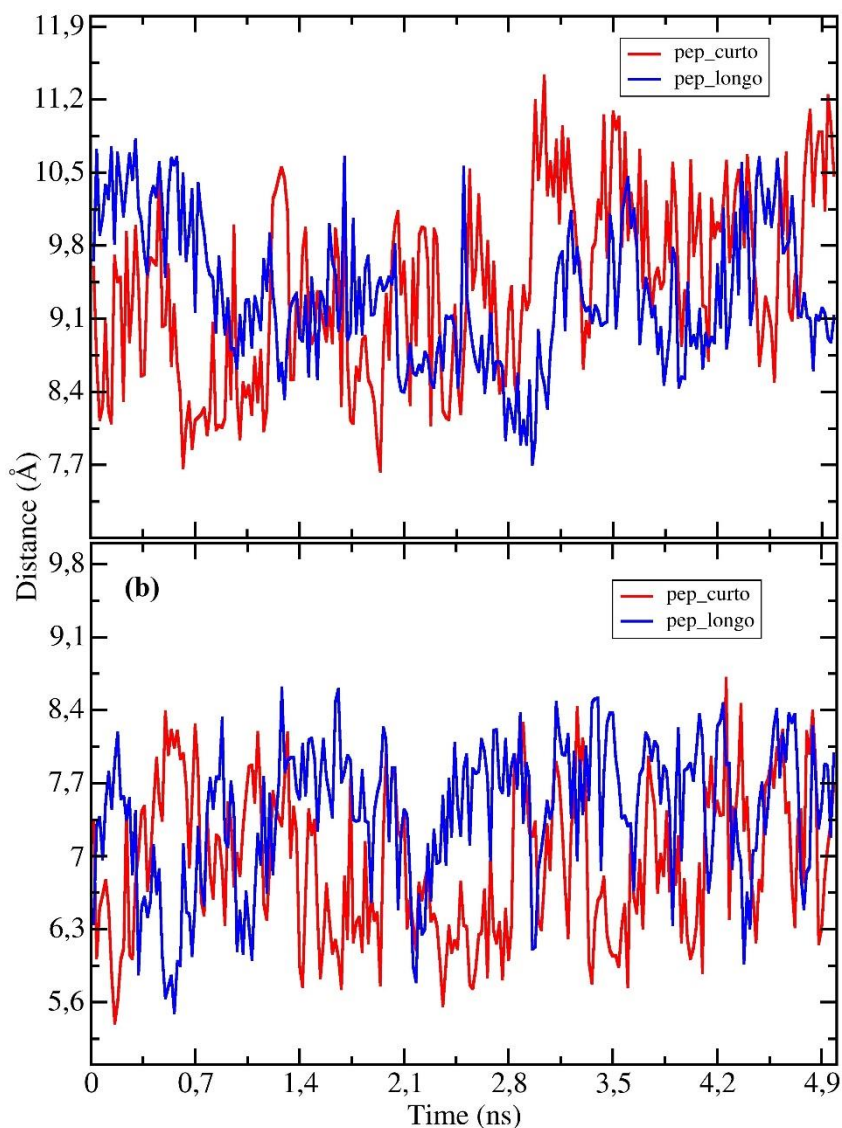 11,9
11,2
10,5
9,8
9,1
8,4
7,7
pep_curto
pep_longo
Distance (Å)
(b)
9,8
9,1
8,4
7,7
7
6,3
5,6
pep_curto
pep_longo
0 0,7 1,4 2,1 2,8 3,5 4,2 4,9
Time (ns)